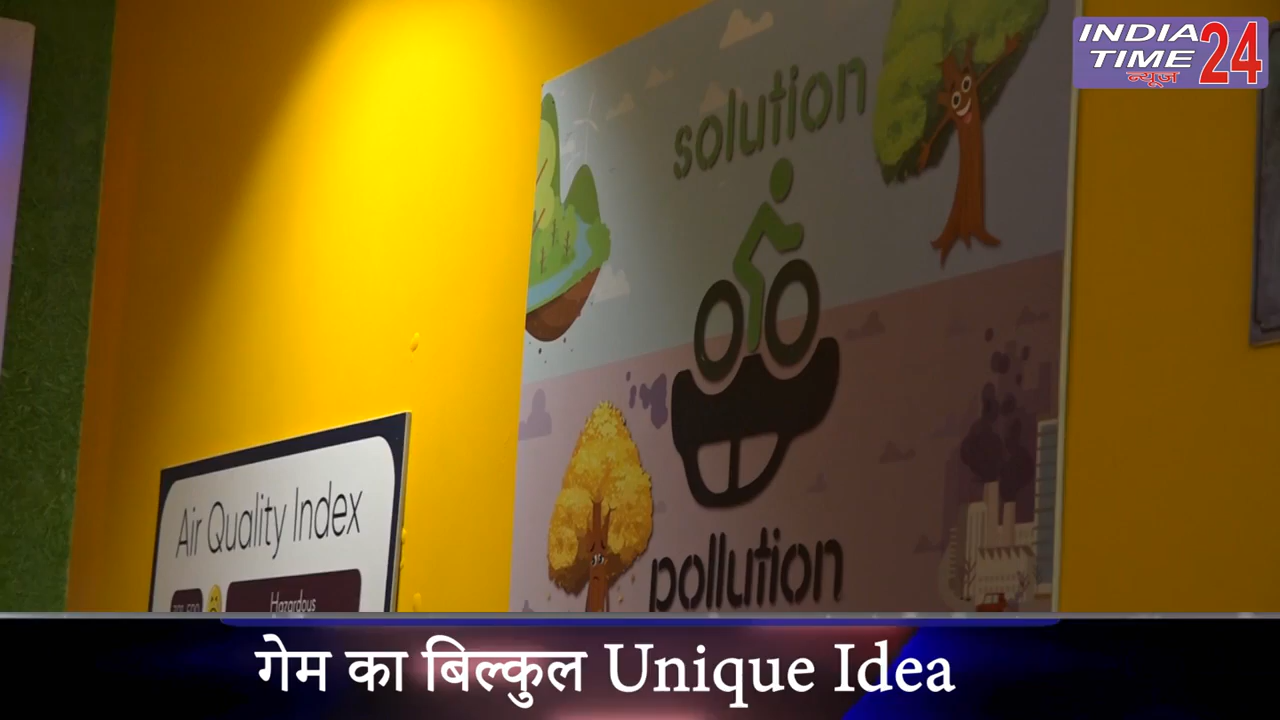 INDIA
TIME 24
न्यूज
solution
pollution
Air Quality Index
Hazardous
गेम का बिल्कुल Unique Idea